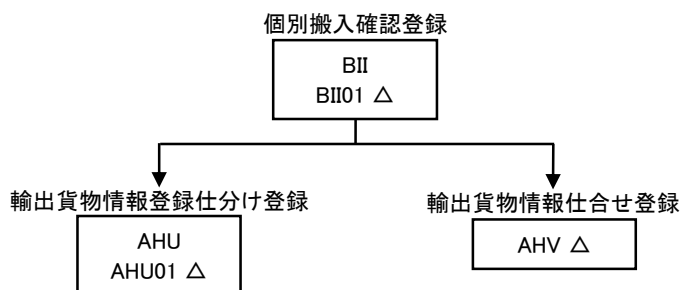 個別搬入確認登録
BII
BII01 △
輸出貨物情報登録仕分け登録
AHU
AHU01 △
輸出貨物情報仕合せ登録
AHV △